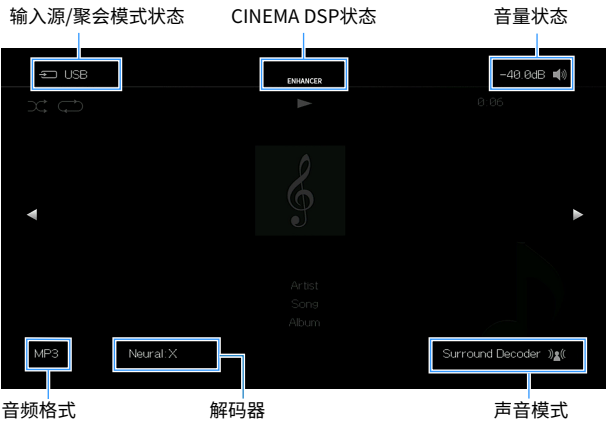 输入源/聚会模式状态 CINEMA DSP状态 音量状态
USB ENHANCER -40.0dB
0:06
Artist
Song
Album
MP3 Neural:X Surround Decoder
音频格式 解码器 声音模式